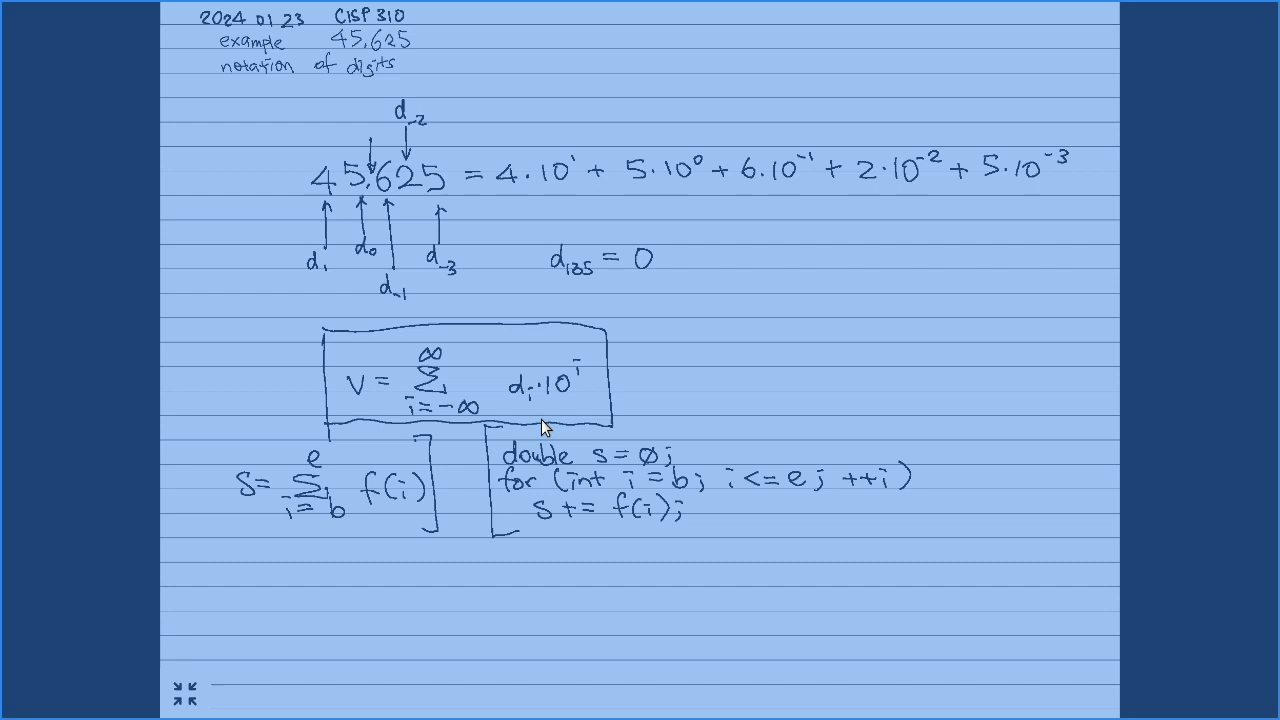 2024 01 23 CISP 310
example 45.625
notation of digits
d₋₂
45.625 = 4·10¹ + 5·10⁰ + 6·10⁻¹ + 2·10⁻² + 5·10⁻³
d₁ d₀ d₋₁ d₋₃ d₁₃₅ = 0
∞
V = Σ dᵢ·10ⁱ
i = -∞
e
S = Σ f(i)
i = b
double s = 0;
for (int i = b; i <= e; ++i)
s += f(i);